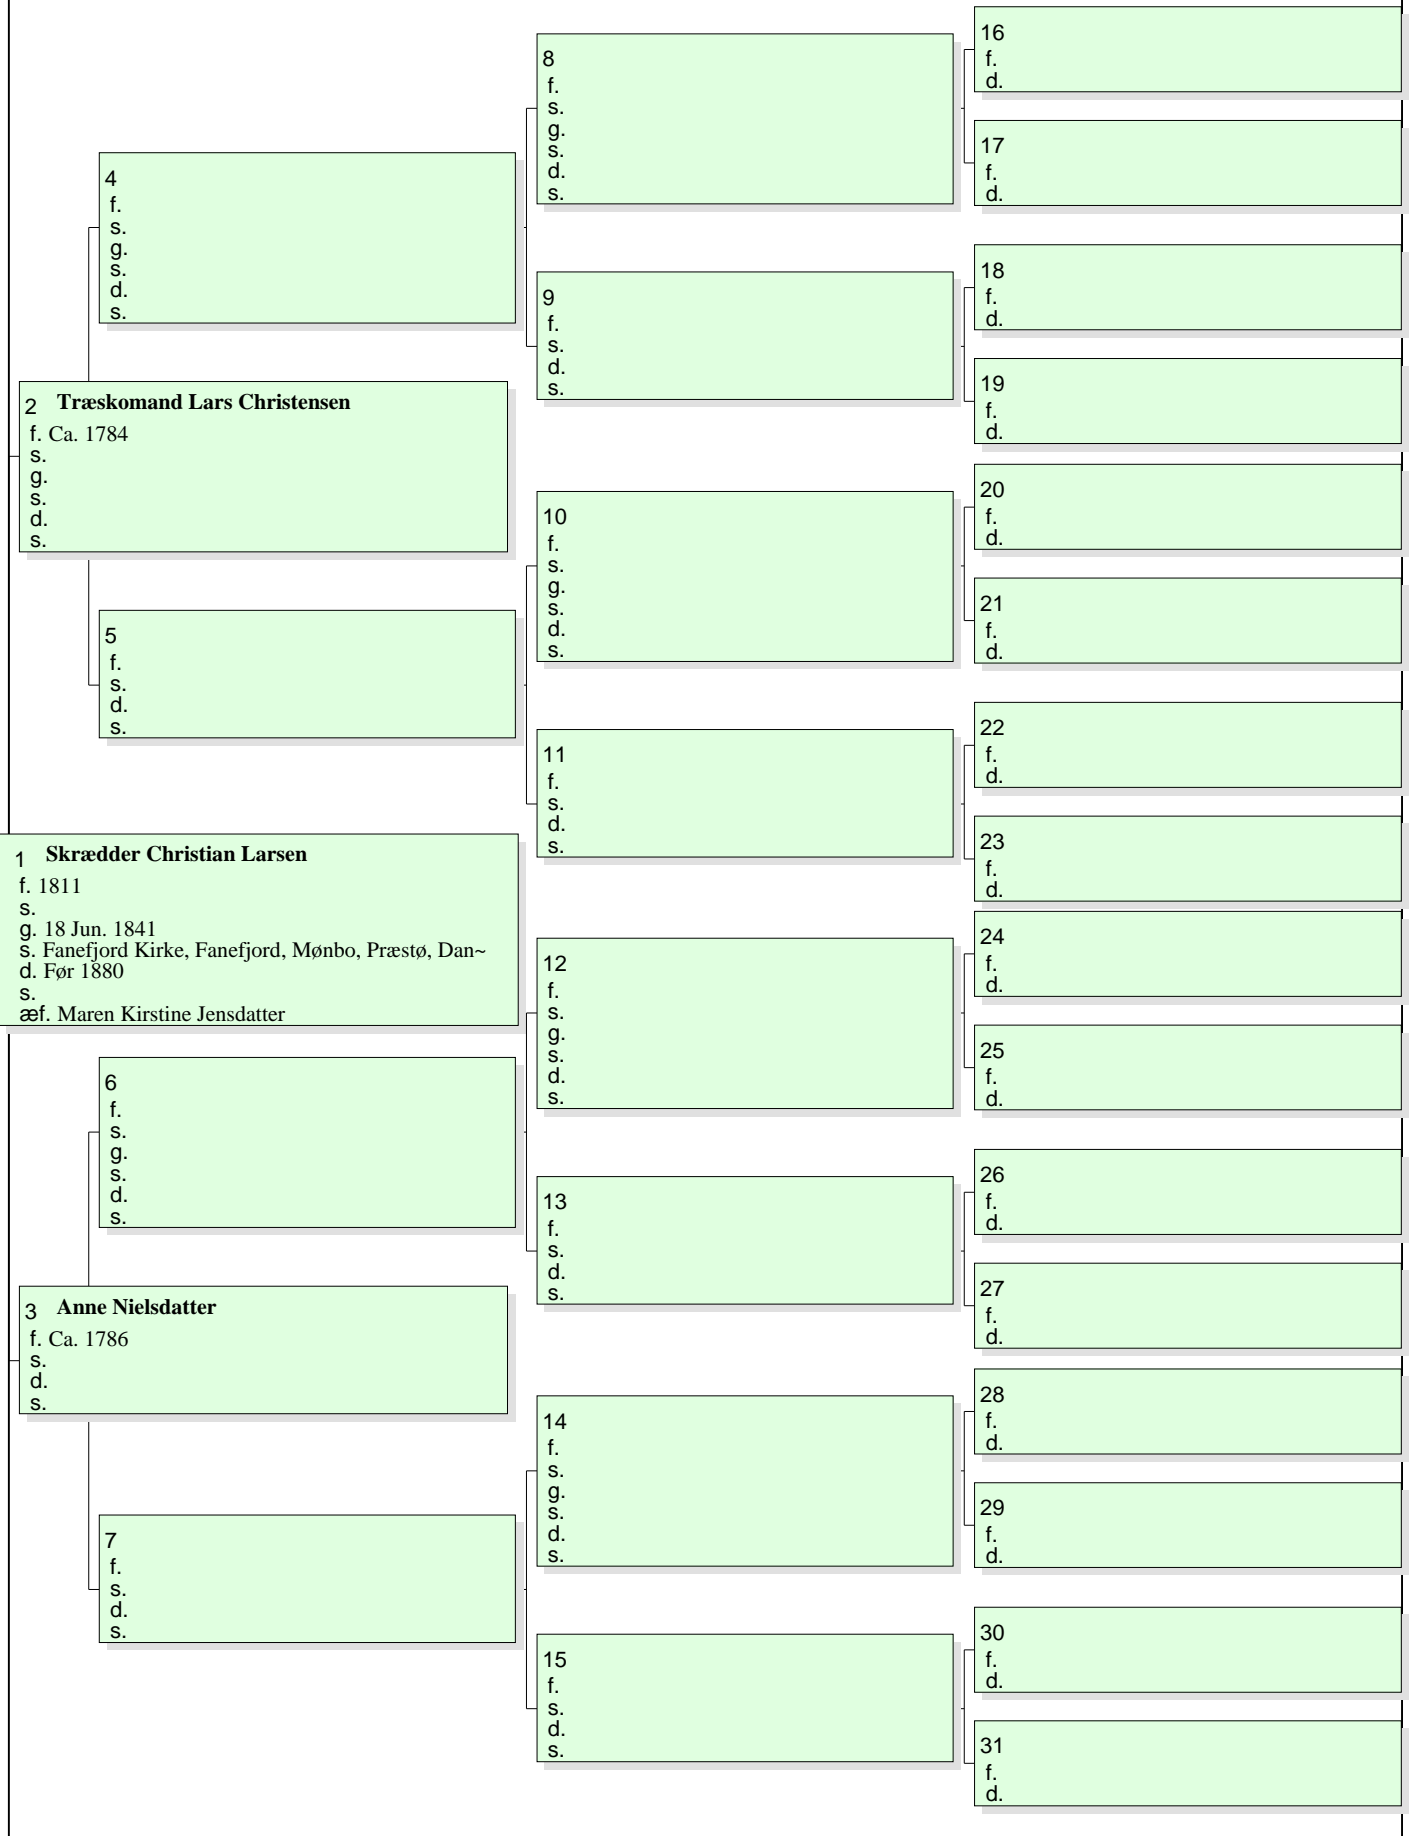 16
f.
d.
8
f.
s.
g.
s.
d.
s.
17
f.
d.
4
f.
s.
g.
s.
d.
s.
18
f.
d.
9
f.
s.
d.
s.
19
f.
d.
2 Træskomand Lars Christensen
f. Ca. 1784
s.
g.
s.
d.
s.
20
f.
d.
10
f.
s.
g.
s.
d.
s.
21
f.
d.
5
f.
s.
d.
s.
22
f.
d.
11
f.
s.
d.
s.
23
f.
d.
1 Skrædder Christian Larsen
f. 1811
s.
g. 18 Jun. 1841
s. Fanefjord Kirke, Fanefjord, Mønbo, Præstø, Dan~
d. Før 1880
s.
æf. Maren Kirstine Jensdatter
24
f.
d.
12
f.
s.
g.
s.
d.
s.
25
f.
d.
6
f.
s.
g.
s.
d.
s.
26
f.
d.
13
f.
s.
d.
s.
27
f.
d.
3 Anne Nielsdatter
f. Ca. 1786
s.
d.
s.
28
f.
d.
14
f.
s.
g.
s.
d.
s.
29
f.
d.
7
f.
s.
d.
s.
30
f.
d.
15
f.
s.
d.
s.
31
f.
d.